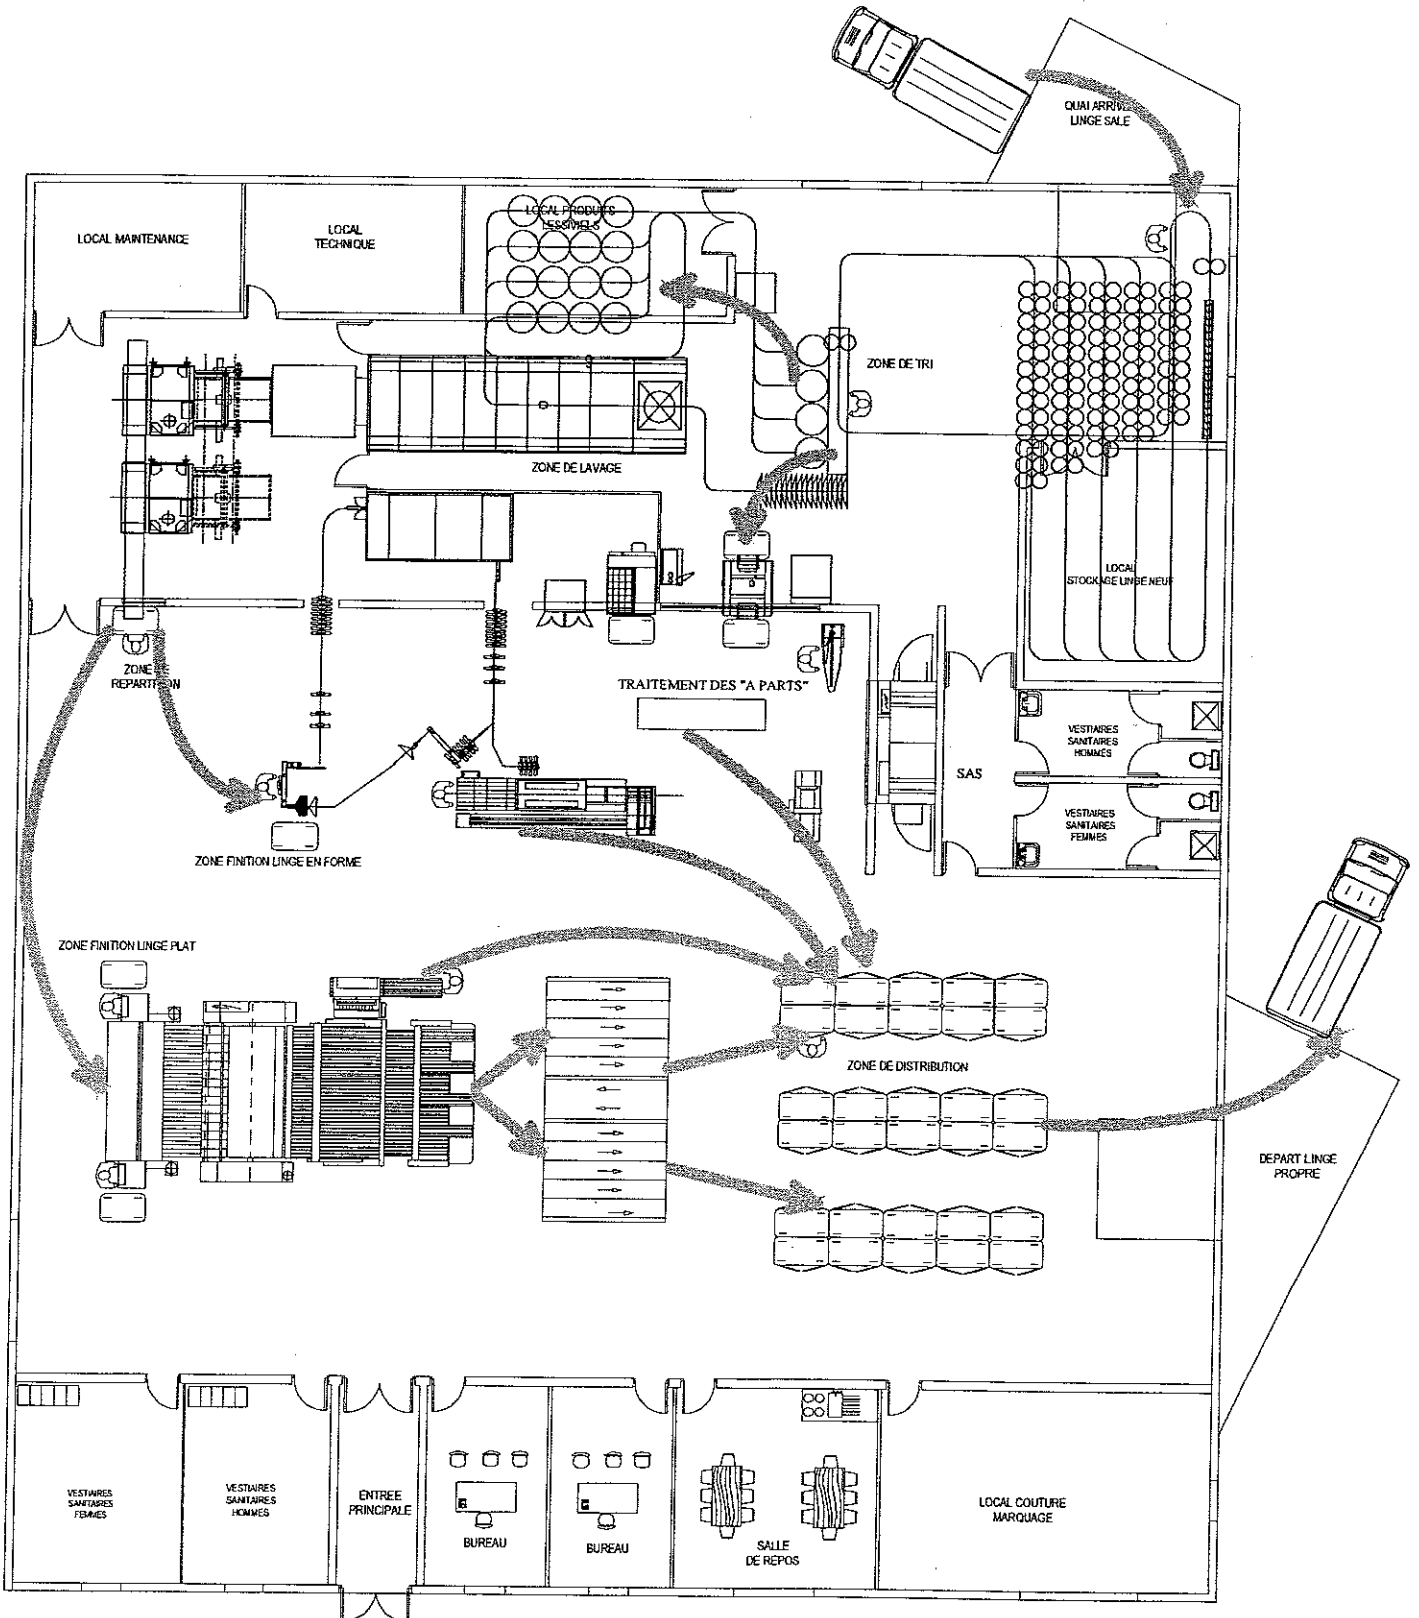 QUAI ARRIVEE
LINGE SALE
LOCAL MAINTENANCE
LOCAL
TECHNIQUE
LOCAL PRODUITS
LESSIVIELS
ZONE DE TRI
ZONE DE LAVAGE
LOCAL
STOCKAGE LINGE NEUF
ZONE
REPARTITION
TRAITEMENT DES "A PARTS"
VESTIAIRES
SANITAIRES
HOMMES
SAS
VESTIAIRES
SANITAIRES
FEMMES
ZONE FINITION LINGE EN FORME
ZONE FINITION LINGE PLAT
ZONE DE DISTRIBUTION
DEPART LINGE
PROPRE
VESTIAIRES
SANITAIRES
FEMMES
VESTIAIRES
SANITAIRES
HOMMES
ENTREE
PRINCIPALE
BUREAU
BUREAU
SALLE
DE REPOS
LOCAL COUTURE
MARQUAGE